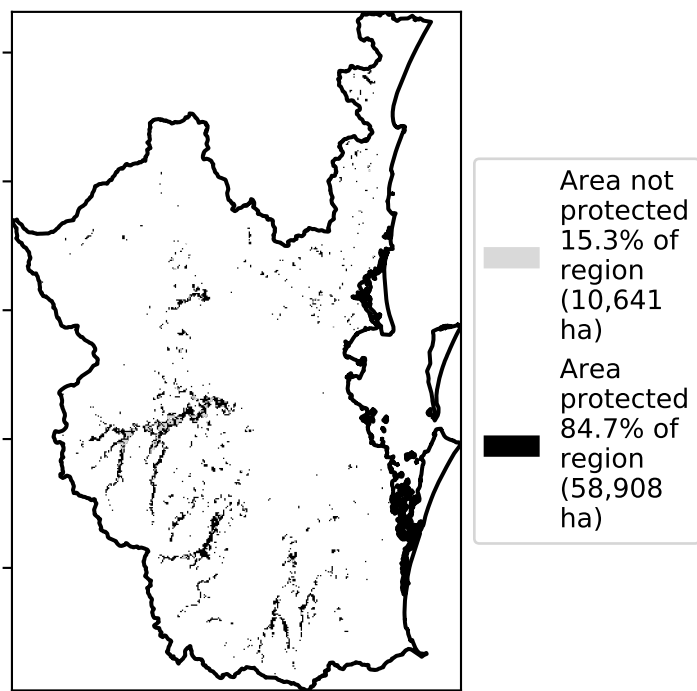 Area not
protected
15.3% of
region
(10,641
ha)
Area
protected
84.7% of
region
(58,908
ha)